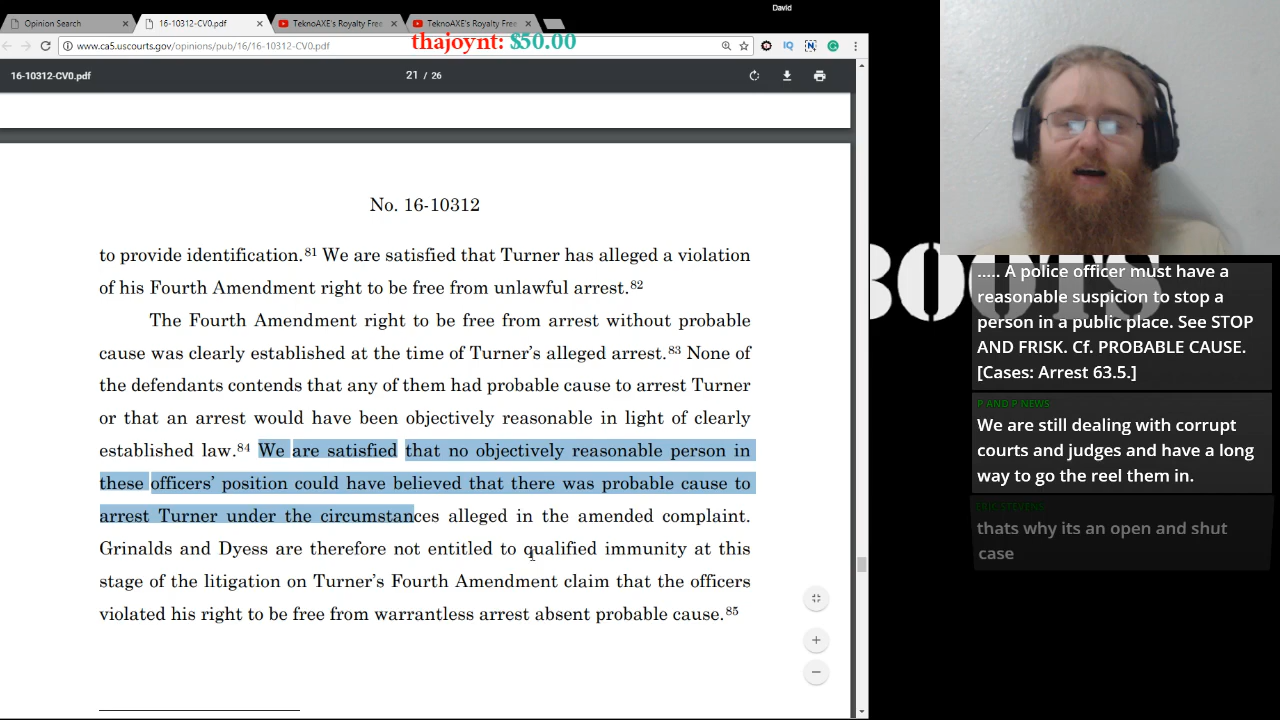 David
Opinion Search
16-10312-CV0.pdf
TeknoAXE's Royalty Free
TeknoAXE's Royalty Free
www.ca5.uscourts.gov/opinions/pub/16/16-10312-CV0.pdf
thajoynt: $50.00
16-10312-CV0.pdf
21 / 26
No. 16-10312
to provide identification.81 We are satisfied that Turner has alleged a violation
of his Fourth Amendment right to be free from unlawful arrest.82
The Fourth Amendment right to be free from arrest without probable
cause was clearly established at the time of Turner’s alleged arrest.83 None of
the defendants contends that any of them had probable cause to arrest Turner
or that an arrest would have been objectively reasonable in light of clearly
established law.84 We are satisfied that no objectively reasonable person in
these officers’ position could have believed that there was probable cause to
arrest Turner under the circumstances alleged in the amended complaint.
Grinalds and Dyess are therefore not entitled to qualified immunity at this
stage of the litigation on Turner’s Fourth Amendment claim that the officers
violated his right to be free from warrantless arrest absent probable cause.85
BOOTS
..... A police officer must have a
reasonable suspicion to stop a
person in a public place. See STOP
AND FRISK. Cf. PROBABLE CAUSE.
[Cases: Arrest 63.5.]
P AND P NEWS
We are still dealing with corrupt
courts and judges and have a long
way to go the reel them in.
ERIC STEVENS
thats why its an open and shut
case